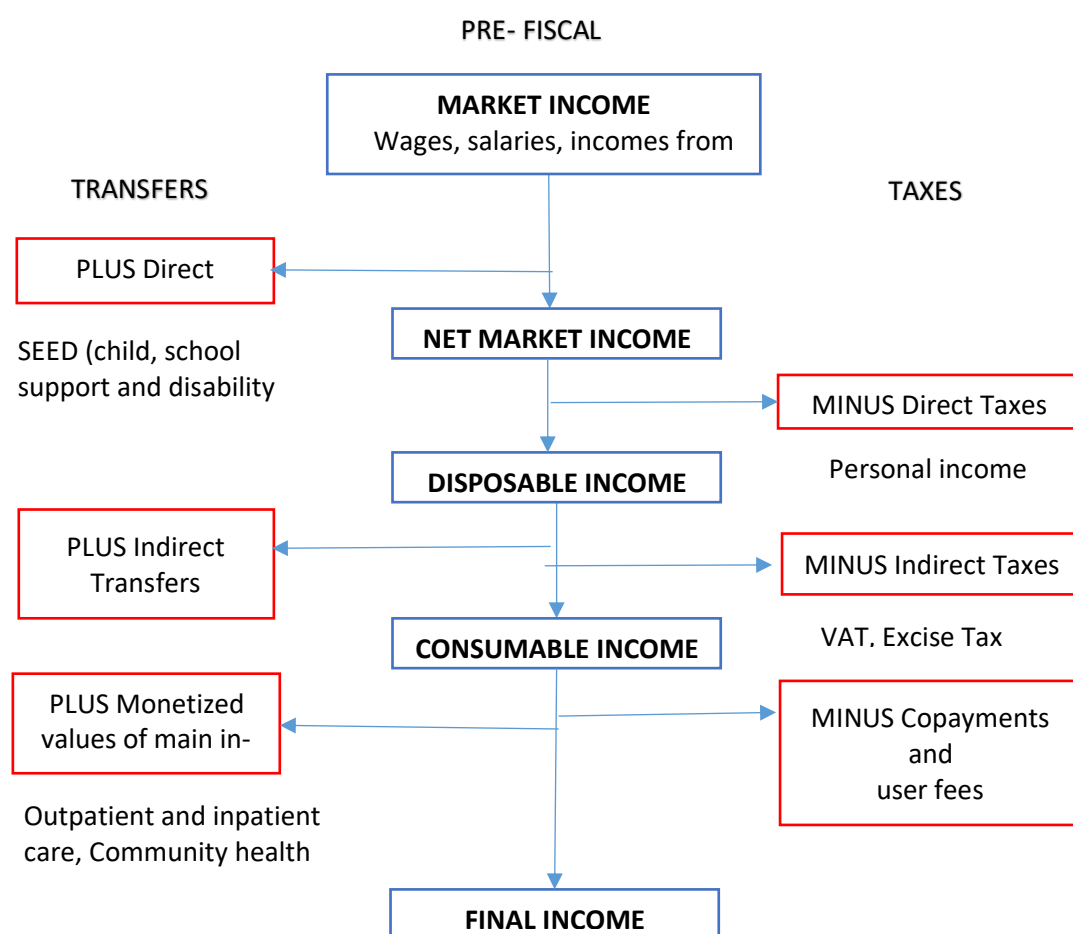 PRE- FISCAL
MARKET INCOME
Wages, salaries, incomes from
TRANSFERS
TAXES
PLUS Direct
SEED (child, school
support and disability
NET MARKET INCOME
MINUS Direct Taxes
Personal income
DISPOSABLE INCOME
PLUS Indirect
Transfers
MINUS Indirect Taxes
VAT, Excise Tax
CONSUMABLE INCOME
PLUS Monetized
values of main in-
MINUS Copayments
and
user fees
Outpatient and inpatient
care, Community health
FINAL INCOME